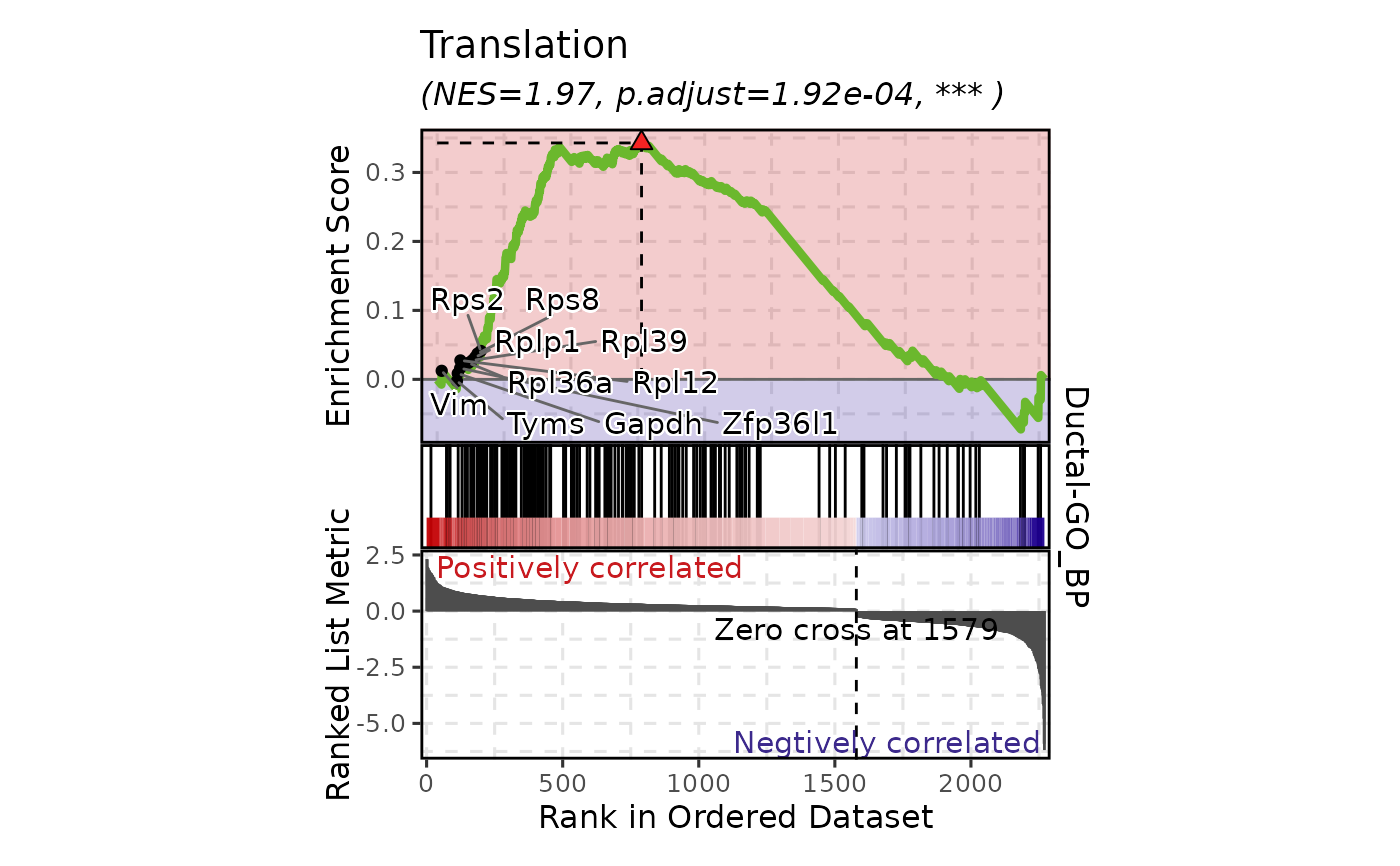 Translation
(NES=1.97, p.adjust=1.92e-04, *** )
Enrichment Score
0.3
0.2
0.1
0.0
Rps2 Rps8
Rplp1 Rpl39
Rpl36a Rpl12
Vim
Tyms Gapdh Zfp36l1
Ductal-GO_BP
Ranked List Metric
2.5
0.0
-2.5
-5.0
Positively correlated
Zero cross at 1579
Negtively correlated
0 500 1000 1500 2000
Rank in Ordered Dataset